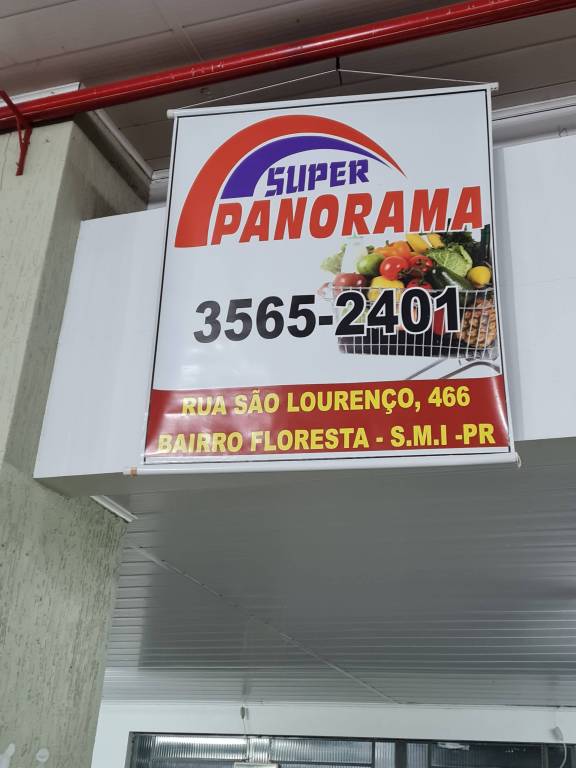 SUPER
PANORAMA
3565-2401
RUA SÃO LOURENÇO, 466
BAIRRO FLORESTA - S.M.I -PR